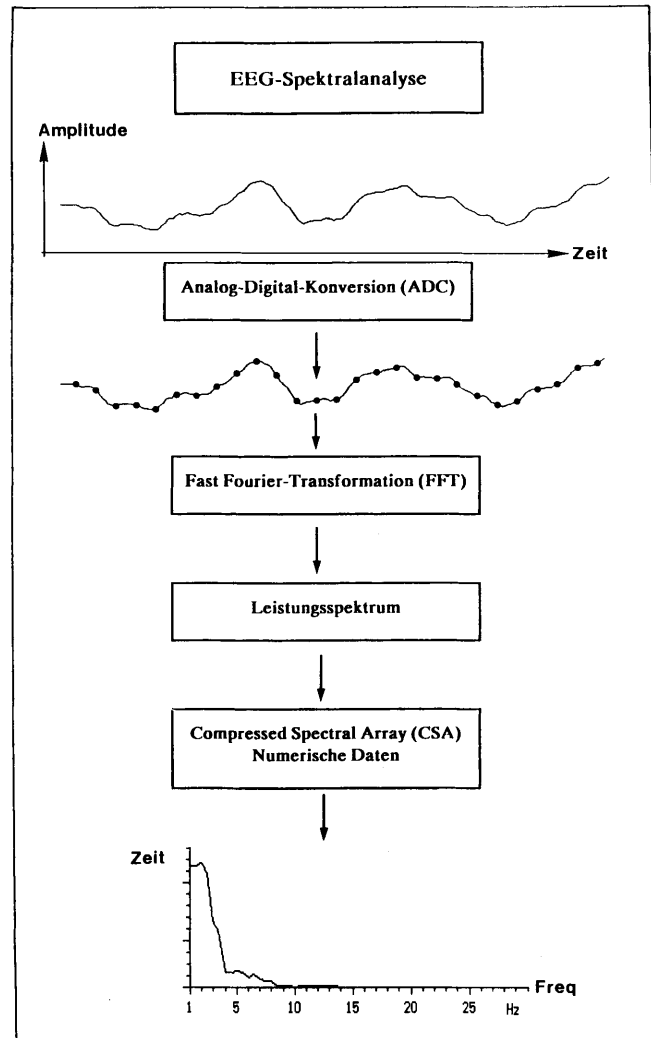 EEG-Spektralanalyse
Amplitude
Zeit
Analog-Digital-Konversion (ADC)
Fast Fourier-Transformation (FFT)
Leistungsspektrum
Compressed Spectral Array (CSA)
Numerische Daten
Zeit
Freq
1 5 10 15 20 25 Hz